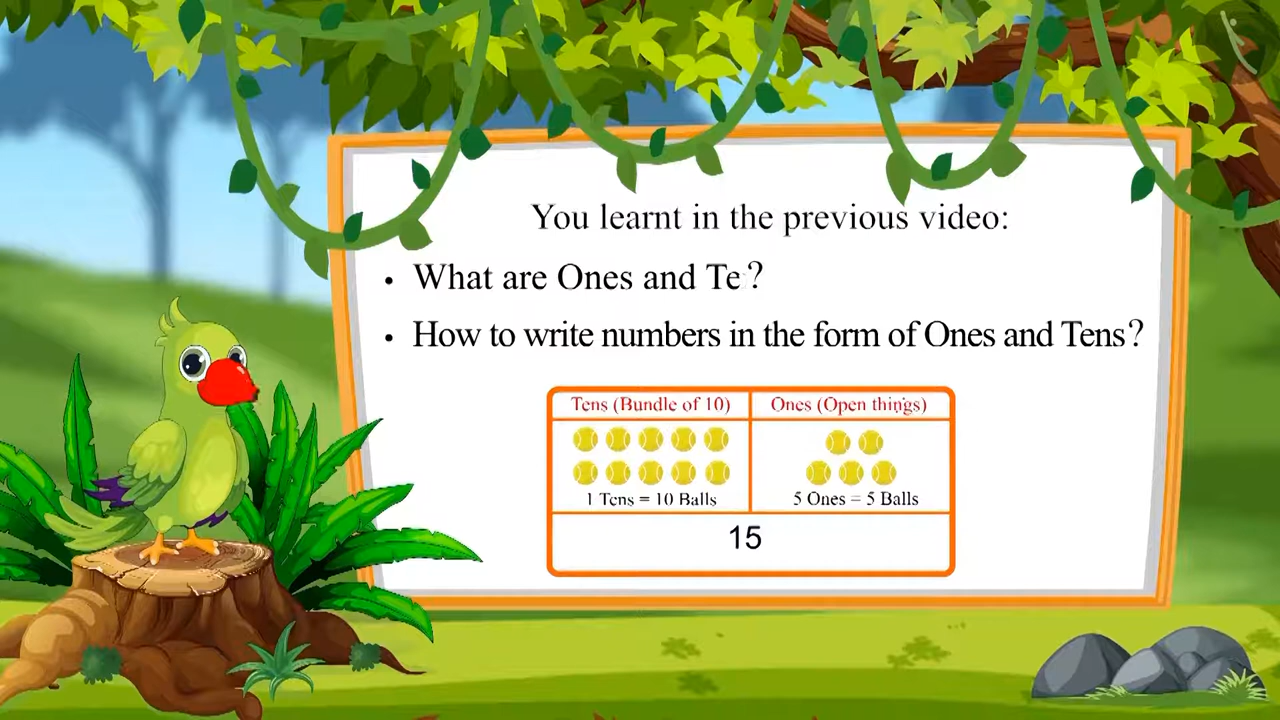 You learnt in the previous video:
• What are Ones and Te ?
• How to write numbers in the form of Ones and Tens?
Tens (Bundle of 10) Ones (Open things)
1 Tens = 10 Balls 5 Ones = 5 Balls
15